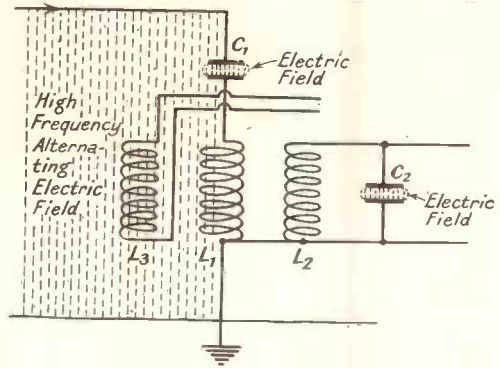 C₁
Electric
Field
High
Frequency
Alterna-
ting
Electric
Field
C₂
Electric
Field
L₃
L₁
L₂